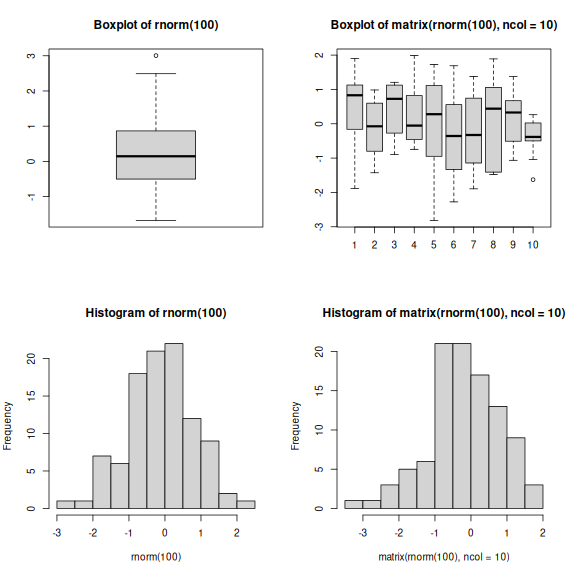 Boxplot of rnorm(100)
3
2
1
0
-1
Boxplot of matrix(rnorm(100), ncol = 10)
2
1
0
-1
-2
-3
1 2 3 4 5 6 7 8 9 10
Histogram of rnorm(100)
Frequency
20
15
10
5
0
-3 -2 -1 0 1 2
rnorm(100)
Histogram of matrix(rnorm(100), ncol = 10)
Frequency
20
15
10
5
0
-3 -2 -1 0 1 2
matrix(rnorm(100), ncol = 10)